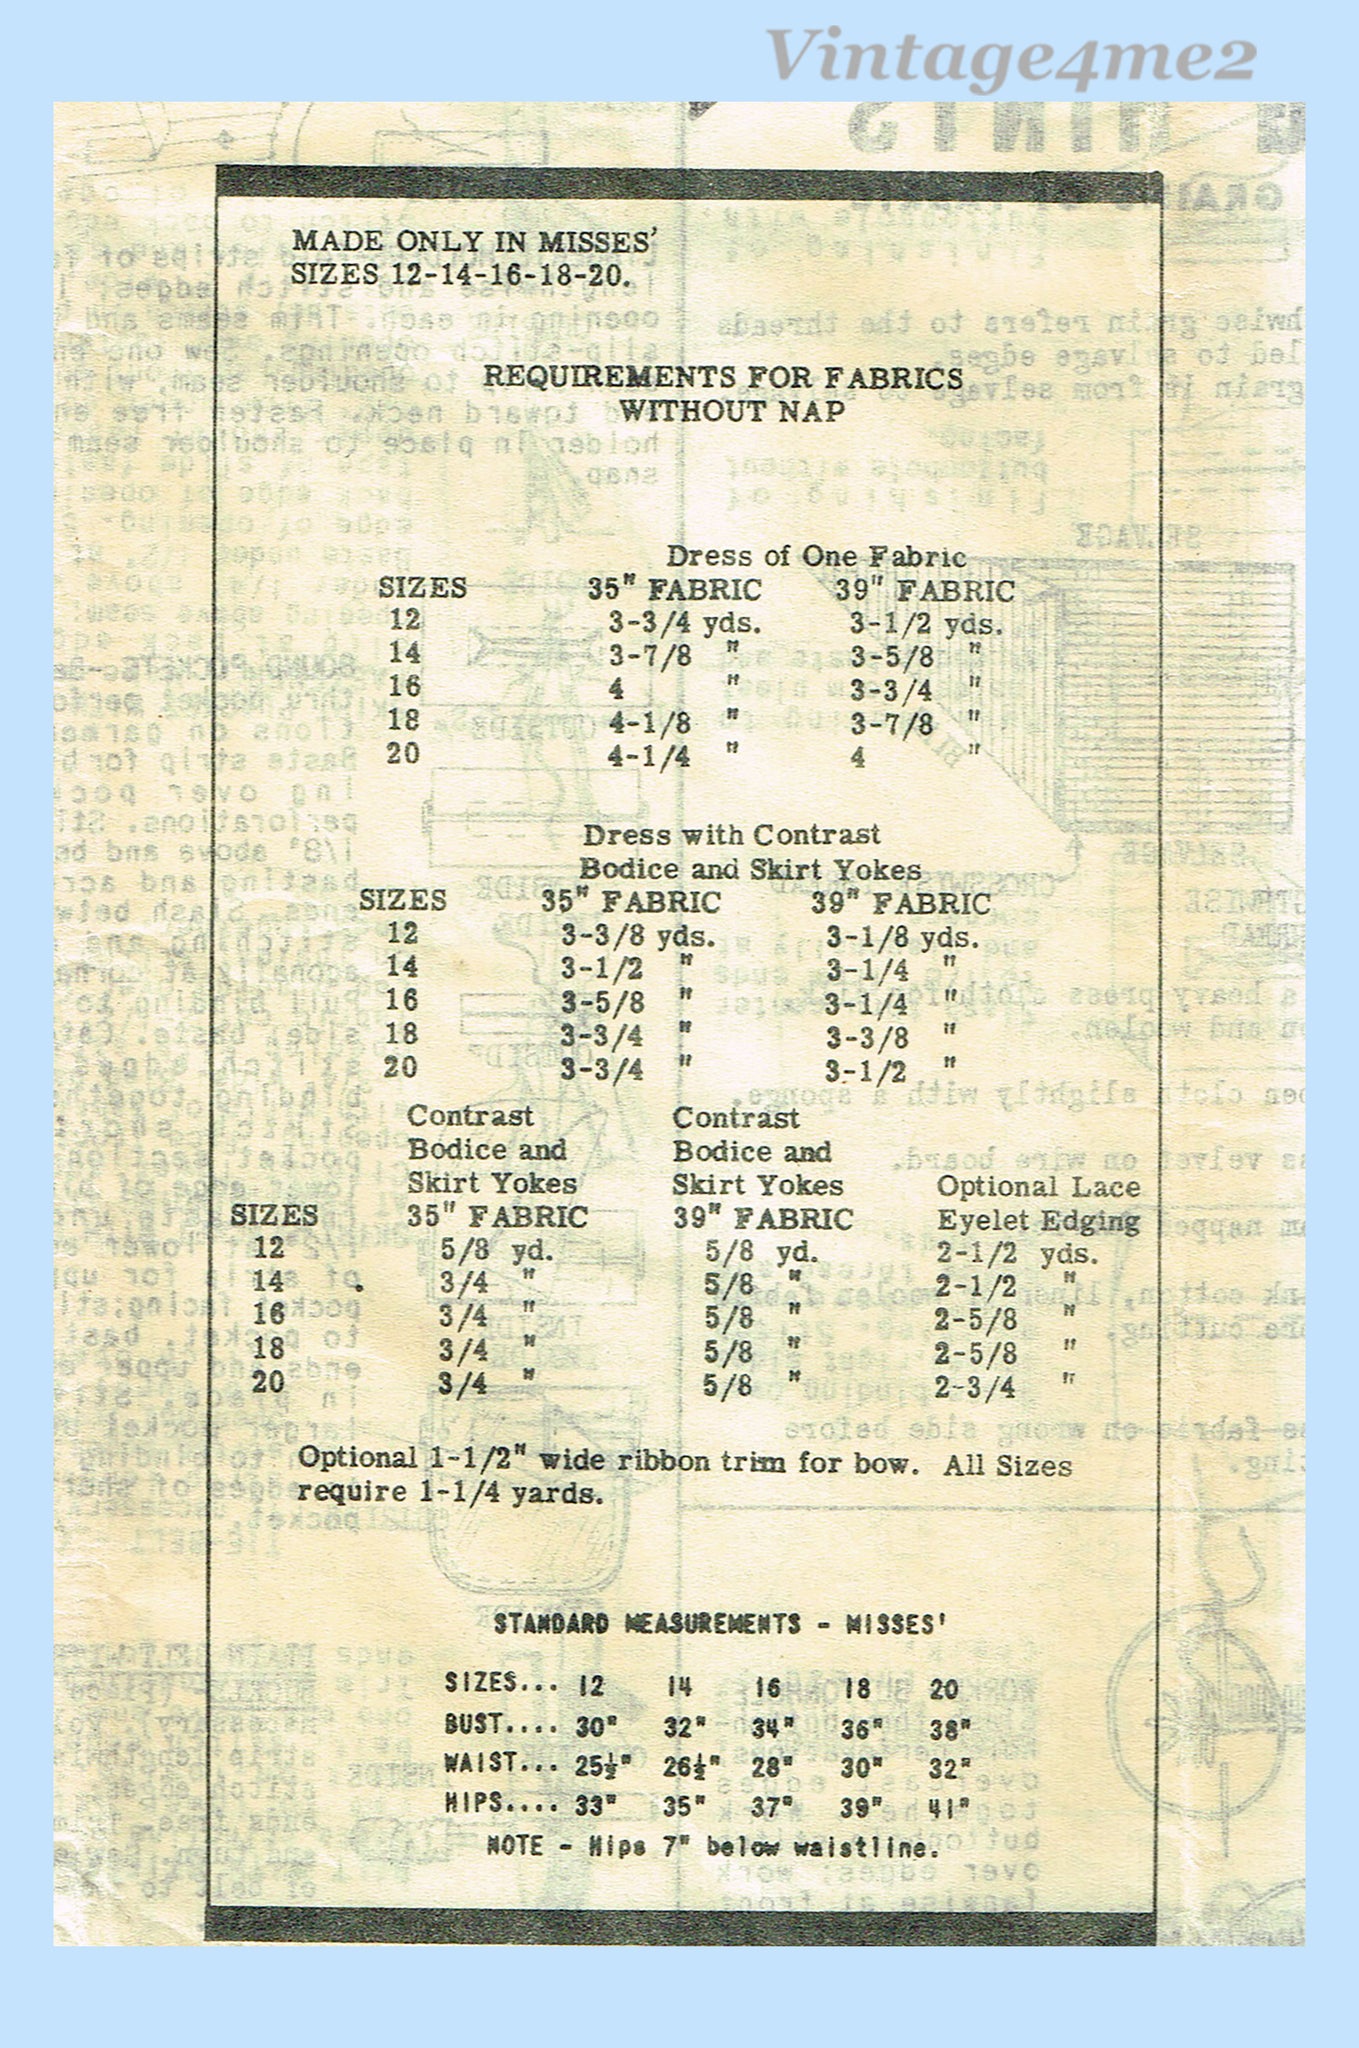 Vintage4me2
MADE ONLY IN MISSES'
SIZES 12-14-16-18-20.
REQUIREMENTS FOR FABRICS
WITHOUT NAP
Dress of One Fabric
SIZES 35" FABRIC 39" FABRIC
12 3-3/4 yds. 3-1/2 yds.
14 3-7/8 " 3-5/8 "
16 4 " 3-3/4 "
18 4-1/8 " 3-7/8 "
20 4-1/4 " 4 "
Dress with Contrast
Bodice and Skirt Yokes
SIZES 35" FABRIC 39" FABRIC
12 3-3/8 yds. 3-1/8 yds.
14 3-1/2 " 3-1/4 "
16 3-5/8 " 3-1/4 "
18 3-3/4 " 3-3/8 "
20 3-3/4 " 3-1/2 "
Contrast Contrast
Bodice and Bodice and
Skirt Yokes Skirt Yokes Optional Lace
SIZES 35" FABRIC 39" FABRIC Eyelet Edging
12 5/8 yd. 5/8 yd. 2-1/2 yds.
14 3/4 " 5/8 " 2-1/2 "
16 3/4 " 5/8 " 2-5/8 "
18 3/4 " 5/8 " 2-5/8 "
20 3/4 " 5/8 " 2-3/4 "
Optional 1-1/2" wide ribbon trim for bow. All Sizes
require 1-1/4 yards.
STANDARD MEASUREMENTS - MISSES'
SIZES... 12 14 16 18 20
BUST.... 30" 32" 34" 36" 38"
WAIST... 25½" 26½" 28" 30" 32"
HIPS.... 33" 35" 37" 39" 41"
NOTE - Hips 7" below waistline.